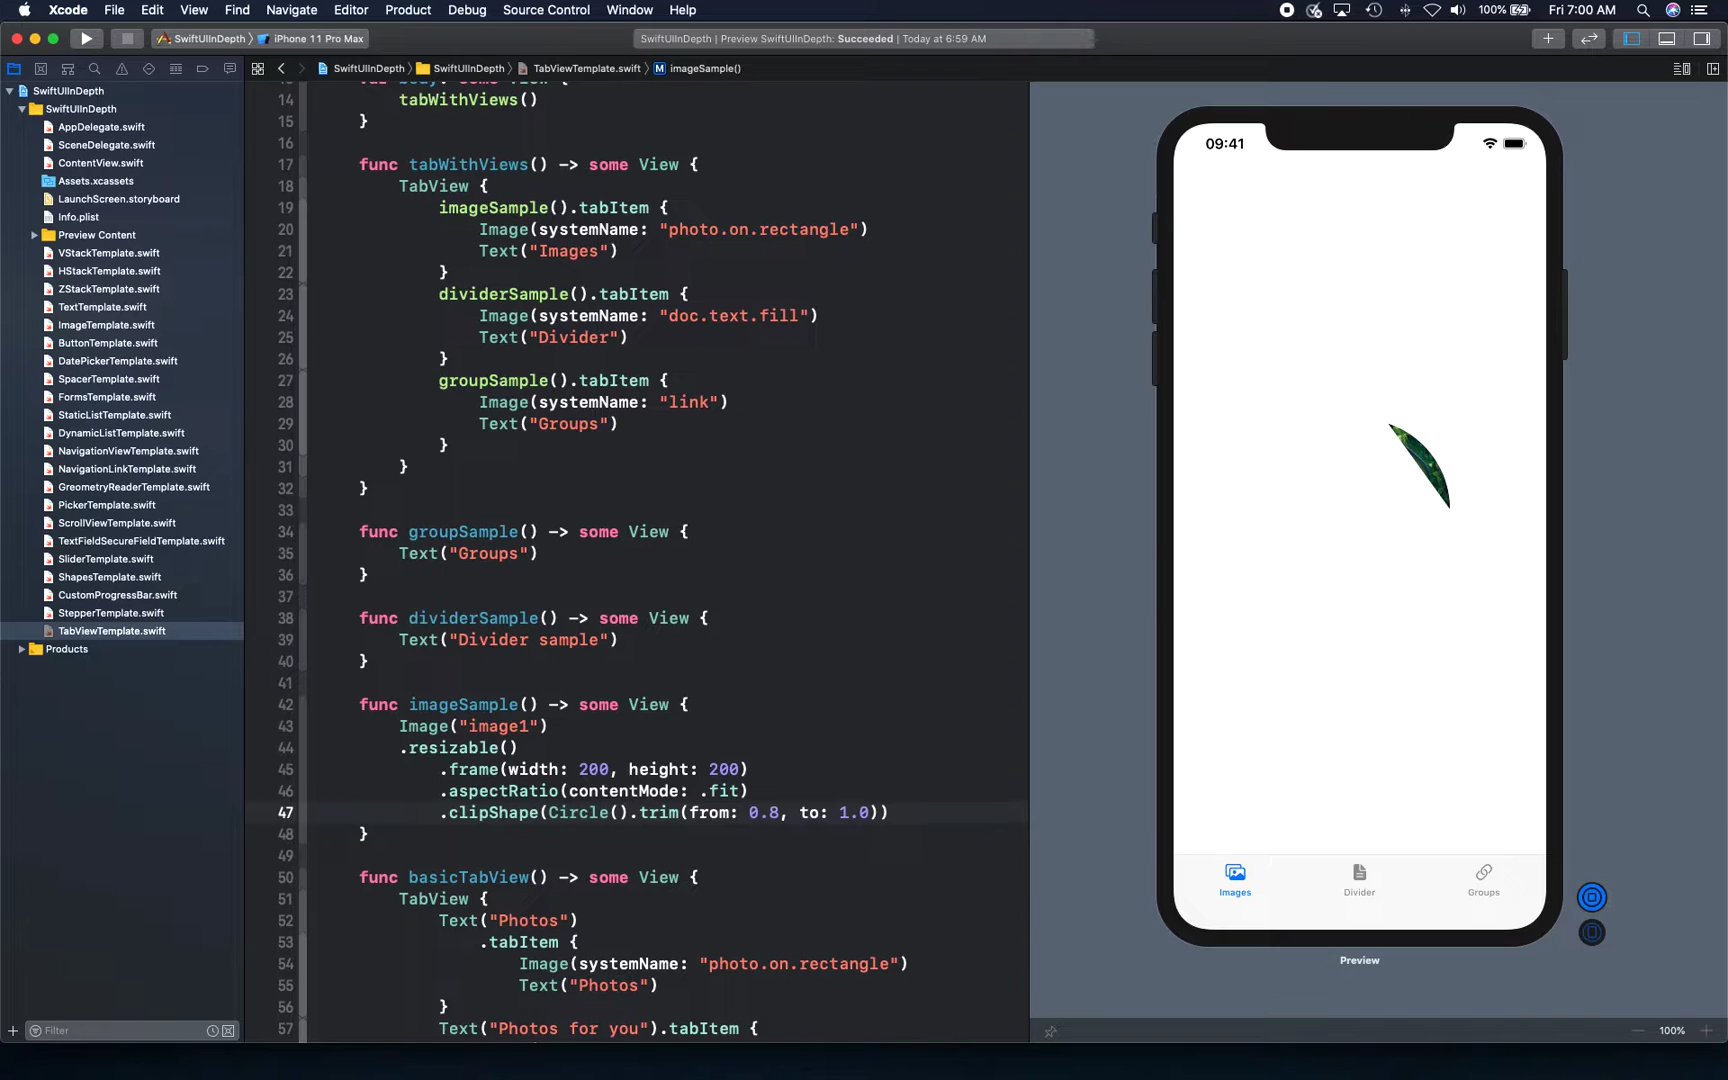 Xcode File Edit View Find Navigate Editor Product Debug Source Control Window Help 100% Fri 7:00 AM
SwiftUIInDepth iPhone 11 Pro Max SwiftUIInDepth | Preview SwiftUIInDepth: Succeeded | Today at 6:59 AM
SwiftUIInDepth SwiftUIInDepth TabViewTemplate.swift M imageSample()
SwiftUIInDepth
SwiftUIInDepth
AppDelegate.swift
SceneDelegate.swift
ContentView.swift
Assets.xcassets
LaunchScreen.storyboard
Info.plist
Preview Content
VStackTemplate.swift
HStackTemplate.swift
ZStackTemplate.swift
TextTemplate.swift
ImageTemplate.swift
ButtonTemplate.swift
DatePickerTemplate.swift
SpacerTemplate.swift
FormsTemplate.swift
StaticListTemplate.swift
DynamicListTemplate.swift
NavigationViewTemplate.swift
NavigationLinkTemplate.swift
GreometryReaderTemplate.swift
PickerTemplate.swift
ScrollViewTemplate.swift
TextFieldSecureFieldTemplate.swift
SliderTemplate.swift
ShapesTemplate.swift
CustomProgressBar.swift
StepperTemplate.swift
TabViewTemplate.swift
Products
Filter
14 tabWithViews()
15 }
16
17 func tabWithViews() -> some View {
18 TabView {
19 imageSample().tabItem {
20 Image(systemName: "photo.on.rectangle")
21 Text("Images")
22 }
23 dividerSample().tabItem {
24 Image(systemName: "doc.text.fill")
25 Text("Divider")
26 }
27 groupSample().tabItem {
28 Image(systemName: "link")
29 Text("Groups")
30 }
31 }
32 }
33
34 func groupSample() -> some View {
35 Text("Groups")
36 }
37
38 func dividerSample() -> some View {
39 Text("Divider sample")
40 }
41
42 func imageSample() -> some View {
43 Image("image1")
44 .resizable()
45 .frame(width: 200, height: 200)
46 .aspectRatio(contentMode: .fit)
47 .clipShape(Circle().trim(from: 0.8, to: 1.0))
48 }
49
50 func basicTabView() -> some View {
51 TabView {
52 Text("Photos")
53 .tabItem {
54 Image(systemName: "photo.on.rectangle")
55 Text("Photos")
56 }
57 Text("Photos for you").tabItem {
09:41
Images Divider Groups
Preview
100%